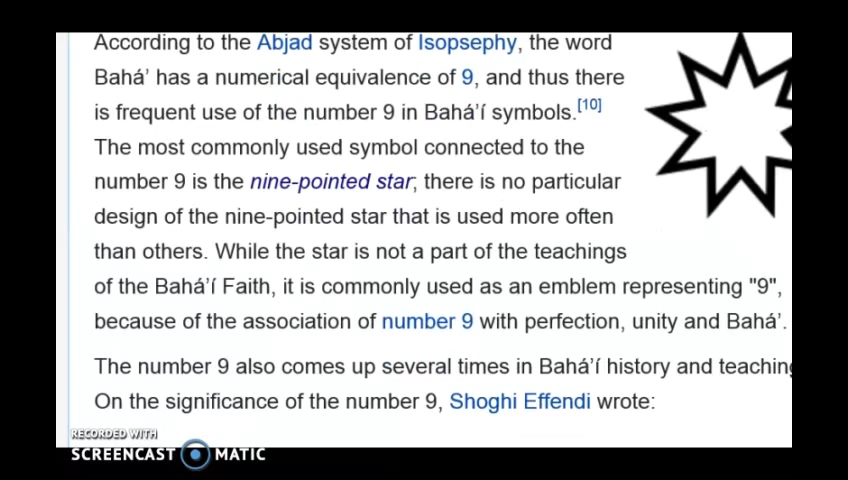 According to the Abjad system of Isopsephy, the word
Bahá' has a numerical equivalence of 9, and thus there
is frequent use of the number 9 in Bahá'í symbols.[10]
The most commonly used symbol connected to the
number 9 is the nine-pointed star; there is no particular
design of the nine-pointed star that is used more often
than others. While the star is not a part of the teachings
of the Bahá'í Faith, it is commonly used as an emblem representing "9",
because of the association of number 9 with perfection, unity and Bahá'.
The number 9 also comes up several times in Bahá'í history and teaching
On the significance of the number 9, Shoghi Effendi wrote:
RECORDED WITH
SCREENCAST MATIC